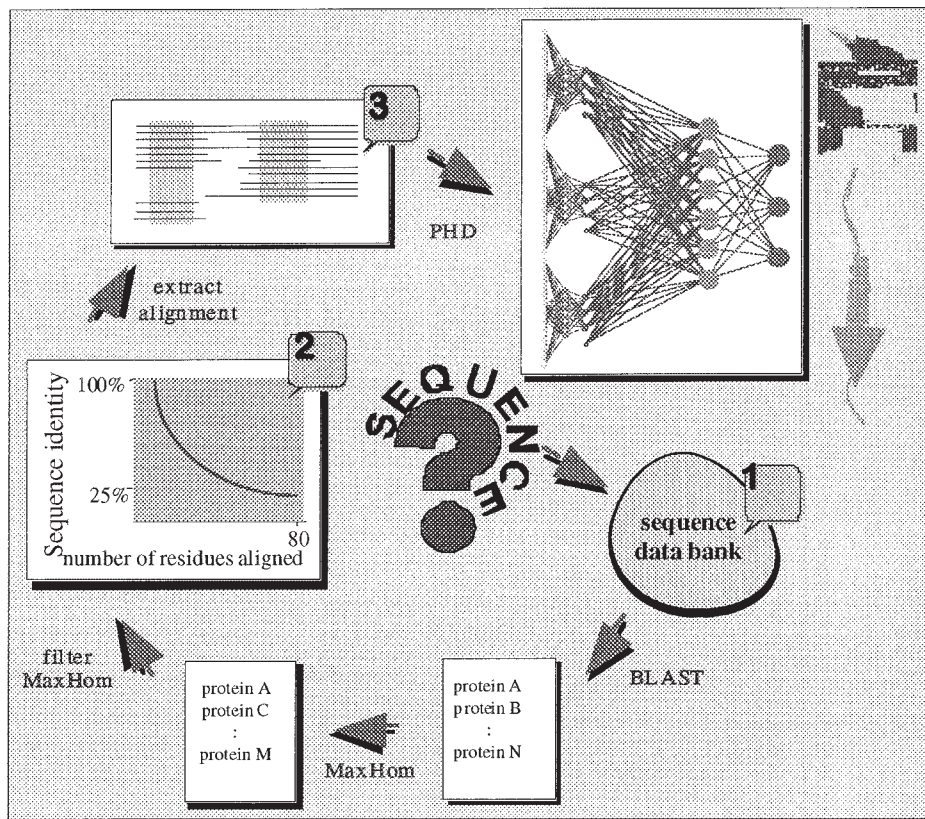 3
PHD
extract
alignment
2
100%
25%
Sequence identity
80
number of residues aligned
SEQUENCE
?
1
sequence
data bank
BLAST
protein A
protein B
:
protein N
MaxHom
protein A
protein C
:
protein M
filter
MaxHom